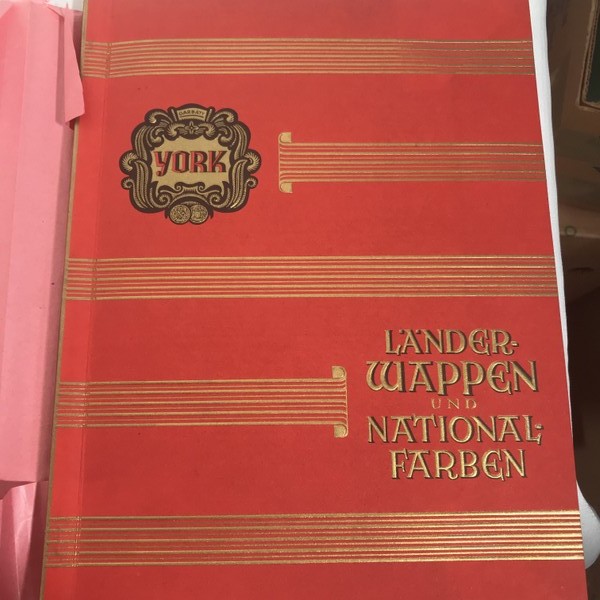 YORK
LÄNDER-
WAPPEN
UND
NATIONAL-
FARBEN